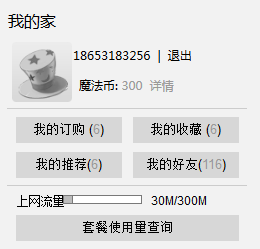 我的家
18653183256 | 退出
魔法币: 300 详情
我的订购 (6) 我的收藏 (6)
我的推荐(6) 我的好友(116)
上网流量 30M/300M
套餐使用量查询